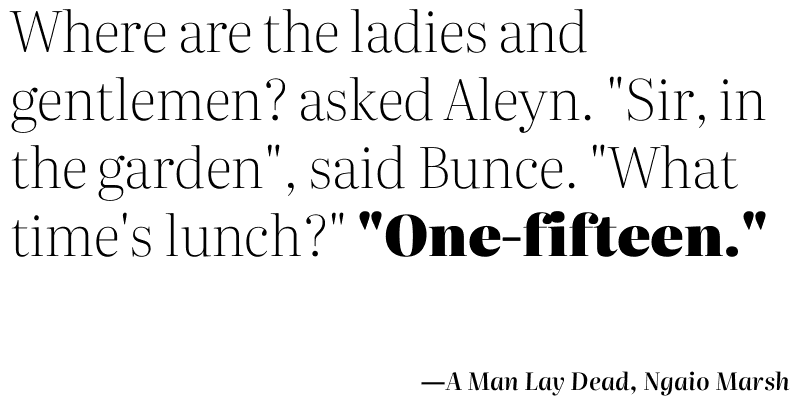 Where are the ladies and
gentlemen? asked Aleyn. "Sir, in
the garden", said Bunce. "What
time's lunch?" "One-fifteen."
—A Man Lay Dead, Ngaio Marsh